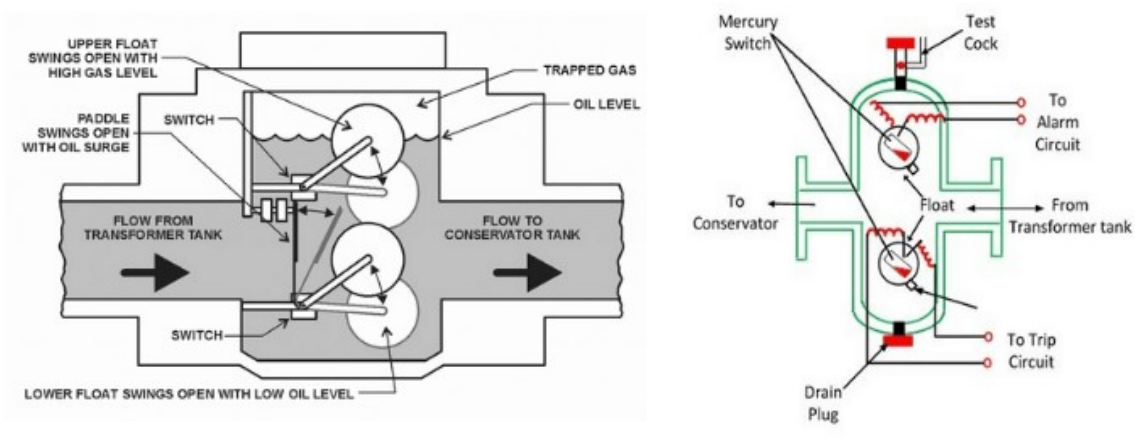 UPPER FLOAT
SWINGS OPEN WITH
HIGH GAS LEVEL
TRAPPED GAS
OIL LEVEL
SWITCH
PADDLE
SWINGS OPEN
WITH OIL SURGE
FLOW FROM
TRANSFORMER TANK
FLOW TO
CONSERVATOR TANK
SWITCH
LOWER FLOAT SWINGS OPEN WITH LOW OIL LEVEL
Mercury
Switch
Test
Cock
To
Alarm
Circuit
To
Conservator
Float
From
Transformer tank
To Trip
Circuit
Drain
Plug